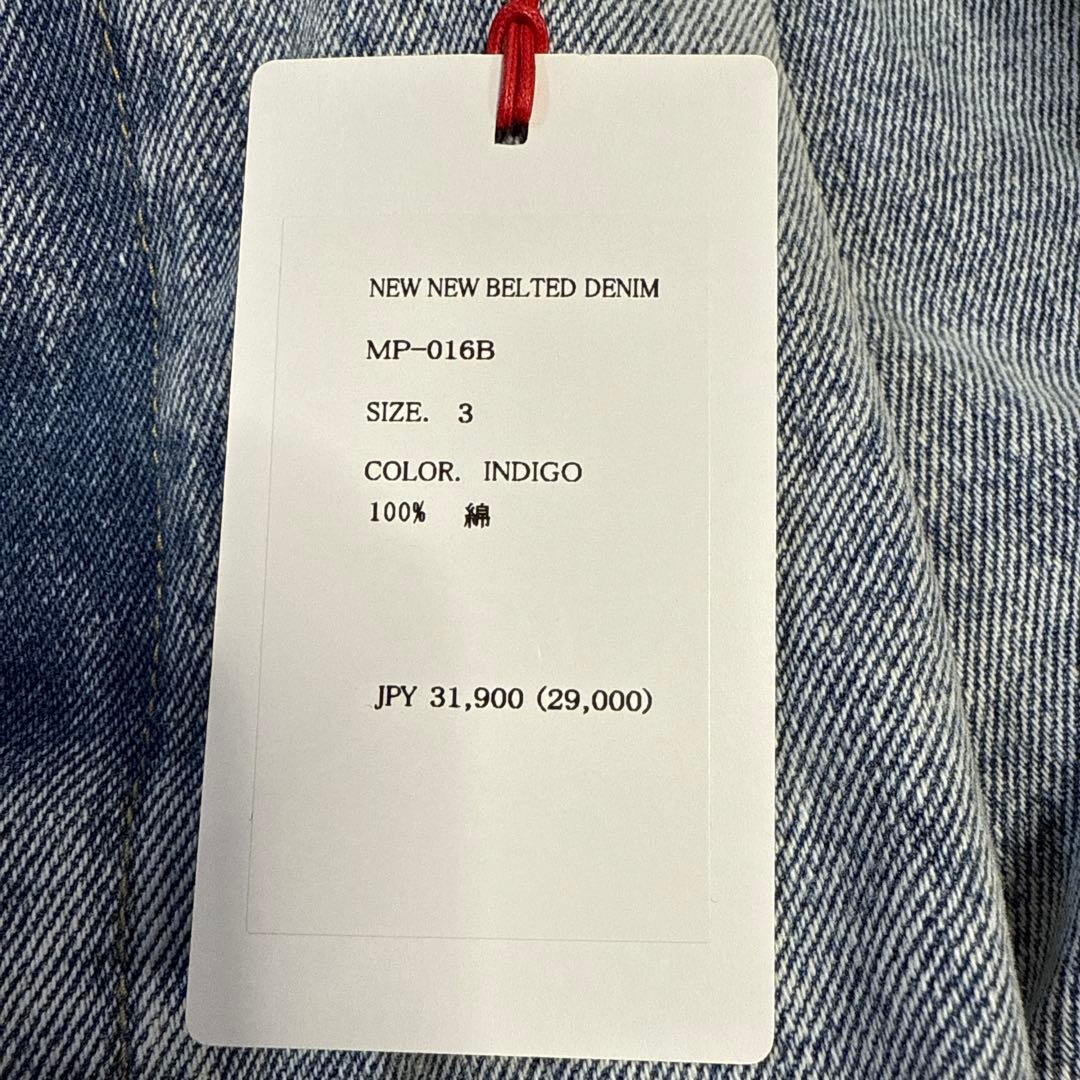 NEW NEW BELTED DENIM
MP-016B
SIZE. 3
COLOR. INDIGO
100% 綿
JPY 31,900 (29,000)